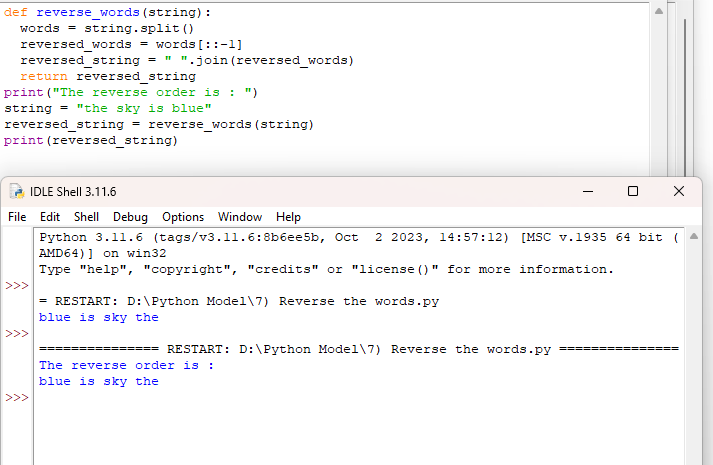 def reverse_words(string):
  words = string.split()
  reversed_words = words[::-1]
  reversed_string = " ".join(reversed_words)
  return reversed_string
print("The reverse order is : ")
string = "the sky is blue"
reversed_string = reverse_words(string)
print(reversed_string)
IDLE Shell 3.11.6
File Edit Shell Debug Options Window Help
Python 3.11.6 (tags/v3.11.6:8b6ee5b, Oct  2 2023, 14:57:12) [MSC v.1935 64 bit (
AMD64)] on win32
Type "help", "copyright", "credits" or "license()" for more information.
>>>
= RESTART: D:\Python Model\7) Reverse the words.py
blue is sky the
>>>
=============== RESTART: D:\Python Model\7) Reverse the words.py ===============
The reverse order is :
blue is sky the
>>>